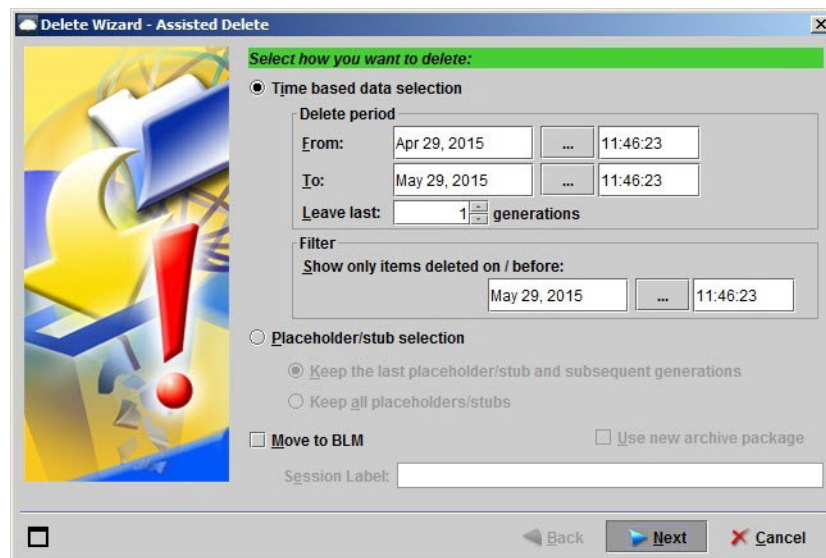 Delete Wizard - Assisted Delete
Select how you want to delete:
Time based data selection
Delete period
From: Apr 29, 2015 ... 11:46:23
To: May 29, 2015 ... 11:46:23
Leave last: 1 generations
Filter
Show only items deleted on / before:
May 29, 2015 ... 11:46:23
Placeholder/stub selection
Keep the last placeholder/stub and subsequent generations
Keep all placeholders/stubs
Move to BLM Use new archive package
Session Label:
Back Next Cancel